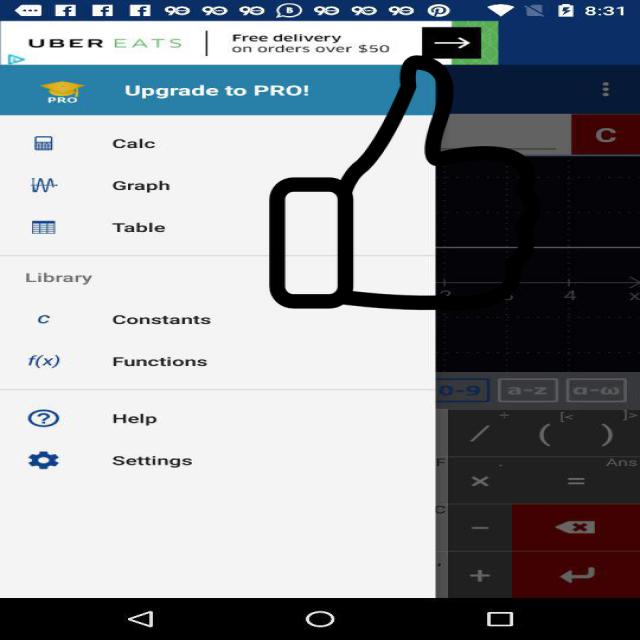 8:31
UBER EATS
Free delivery
on orders over $50
PRO
Upgrade to PRO!
C
Calc
Graph
Table
Library
c Constants
f(x) Functions
Help
Settings
4
x
0-9 a-z α-ω
÷ [< ]>
/ ( )
F . Ans
× =
C
−
+